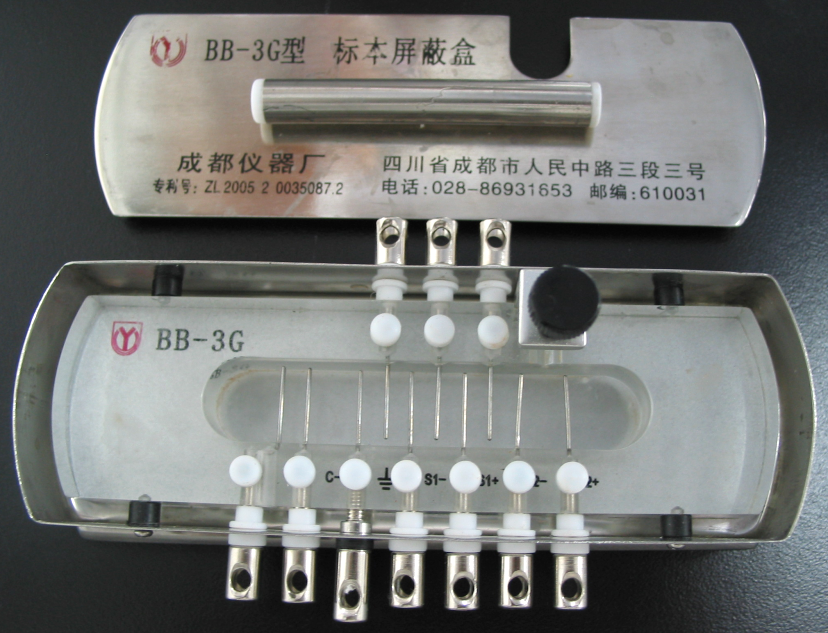 BB-3G型 标本屏蔽盒
成都仪器厂 四川省成都市人民中路三段三号
专利号: ZL 2005 2 0035087.2 电话:028-86931653 邮编:610031
BB-3G
C- S1- S1+ 2- 2+